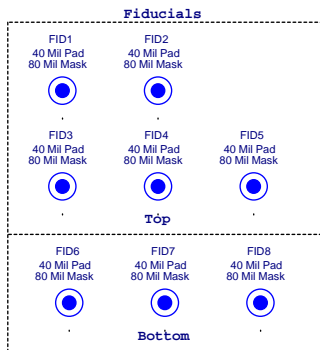 Fiducials
FID1 FID2
40 Mil Pad 40 Mil Pad
80 Mil Mask 80 Mil Mask
FID3 FID4 FID5
40 Mil Pad 40 Mil Pad 40 Mil Pad
80 Mil Mask 80 Mil Mask 80 Mil Mask
Top
FID6 FID7 FID8
40 Mil Pad 40 Mil Pad 40 Mil Pad
80 Mil Mask 80 Mil Mask 80 Mil Mask
Bottom